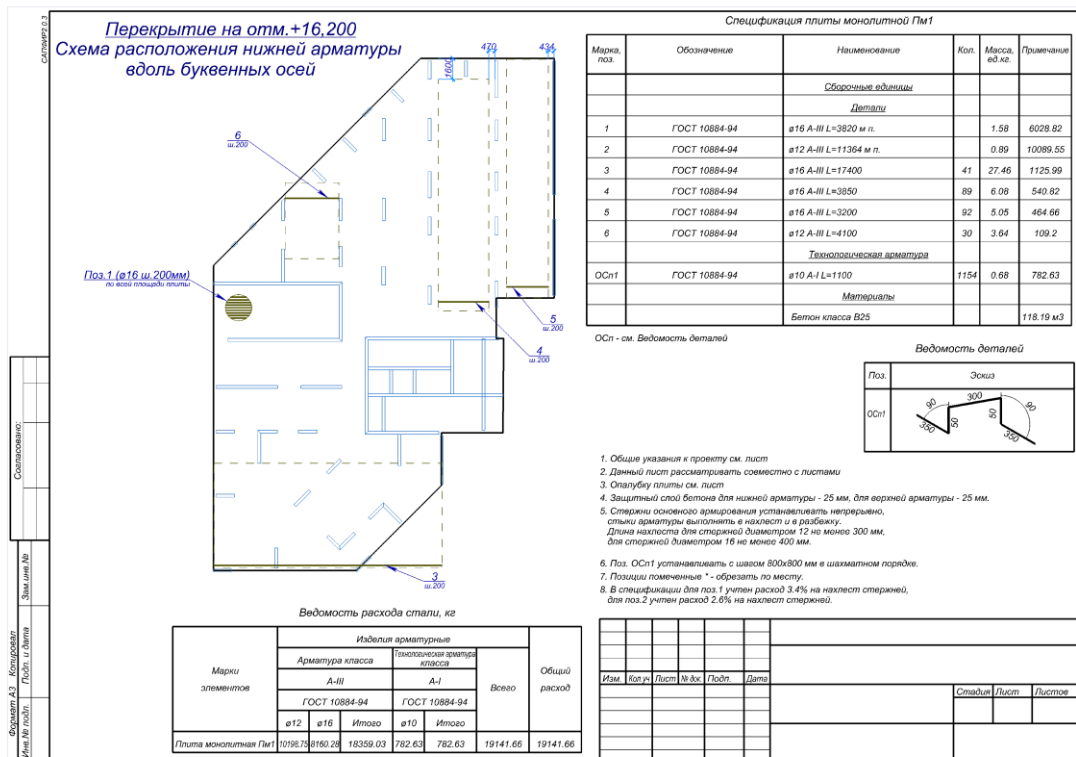 САПФИР2.0.3
Перекрытие на отм.+16,200
Схема расположения нижней арматуры
вдоль буквенных осей
470
434
1600
6
ш.200
Поз.1 (ø16 ш.200мм)
по всей площади плиты
5
ш.200
4
ш.200
3
ш.200
Спецификация плиты монолитной Пм1
Марка, поз. Обозначение Наименование Кол. Масса, ед.кг. Примечание
Сборочные единицы
Детали
1 ГОСТ 10884-94 ø16 А-III L=3820 м п. 1.58 6028.82
2 ГОСТ 10884-94 ø12 А-III L=11364 м п. 0.89 10089.55
3 ГОСТ 10884-94 ø16 А-III L=17400 41 27.46 1125.99
4 ГОСТ 10884-94 ø16 А-III L=3850 89 6.08 540.82
5 ГОСТ 10884-94 ø16 А-III L=3200 92 5.05 464.66
6 ГОСТ 10884-94 ø12 А-III L=4100 30 3.64 109.2
Технологическая арматура
ОСп1 ГОСТ 10884-94 ø10 А-I L=1100 1154 0.68 782.63
Материалы
Бетон класса В25 118.19 м3
ОСп - см. Ведомость деталей
Ведомость деталей
Поз. Эскиз
ОСп1
90 300 90
350 50 50 350
1. Общие указания к проекту см. лист
2. Данный лист рассматривать совместно с листами
3. Опалубку плиты см. лист
4. Защитный слой бетона для нижней арматуры - 25 мм, для верхней арматуры - 25 мм.
5. Стержни основного армирования устанавливать непрерывно,
стыки арматуры выполнять в нахлест и в разбежку.
Длина нахлеста для стержней диаметром 12 не менее 300 мм,
для стержней диаметром 16 не менее 400 мм.
6. Поз. ОСп1 устанавливать с шагом 800х800 мм в шахматном порядке.
7. Позиции помеченные * - обрезать по месту.
8. В спецификации для поз.1 учтен расход 3.4% на нахлест стержней,
для поз.2 учтен расход 2.6% на нахлест стержней.
Ведомость расхода стали, кг
Марки элементов
Изделия арматурные
Общий расход
Арматура класса
Технологическая арматура класса
Всего
А-III А-I
ГОСТ 10884-94 ГОСТ 10884-94
ø12 ø16 Итого ø10 Итого
Плита монолитная Пм1 10198.75 8160.28 18359.03 782.63 782.63 19141.66 19141.66
Изм. Кол.уч Лист № док. Подп. Дата
Стадия Лист Листов
Согласовано:
Зам.инв.№
Подп. и дата
Инв.№ подл.
Формат А3 Копировал